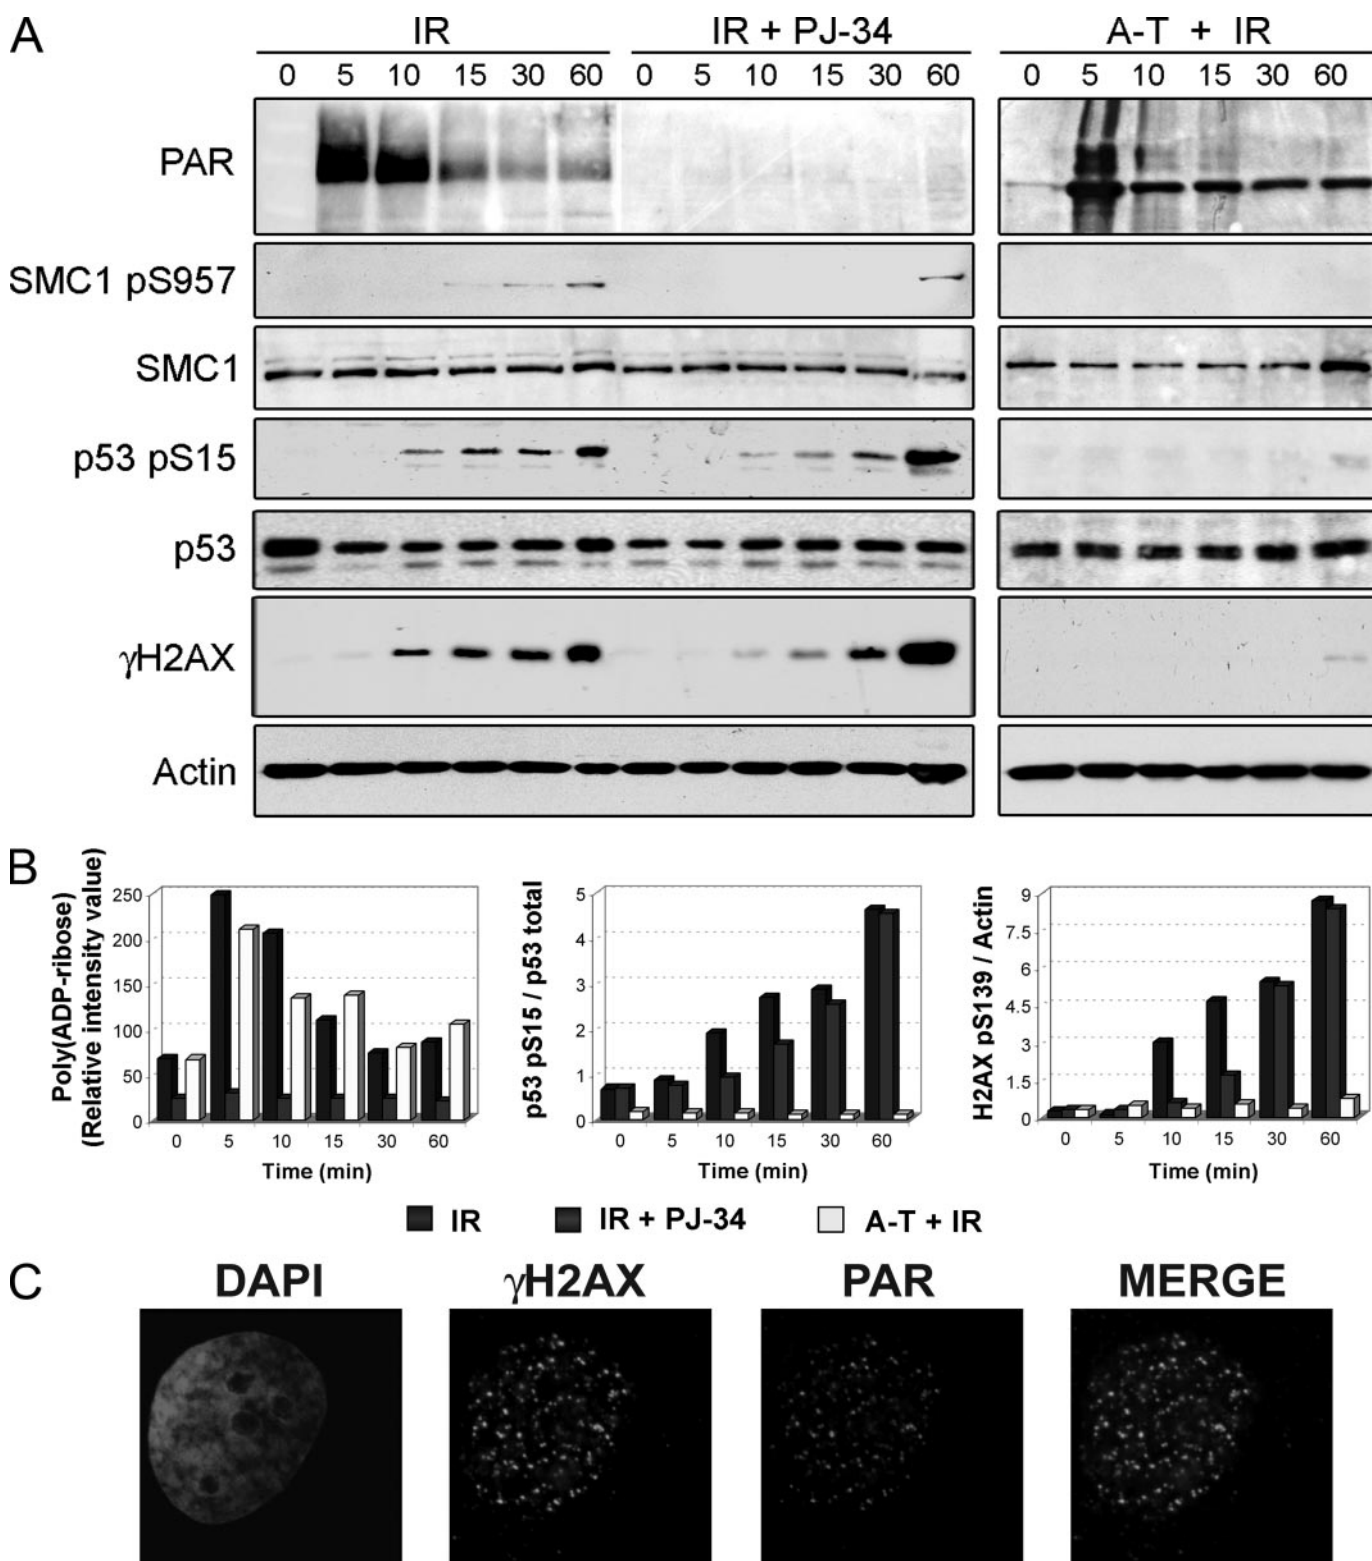 A
IR IR + PJ-34 A-T + IR
0 5 10 15 30 60 0 5 10 15 30 60 0 5 10 15 30 60
PAR
SMC1 pS957
SMC1
p53 pS15
p53
γH2AX
Actin
B
Poly(ADP-ribose)
(Relative intensity value)
250
200
150
100
50
0
0 5 10 15 30 60
Time (min)
p53 pS15 / p53 total
5
4
3
2
1
0
0 5 10 15 30 60
Time (min)
H2AX pS139 / Actin
9
7.5
6
4.5
3
1.5
0
0 5 10 15 30 60
Time (min)
IR IR + PJ-34 A-T + IR
C
DAPI γH2AX PAR MERGE